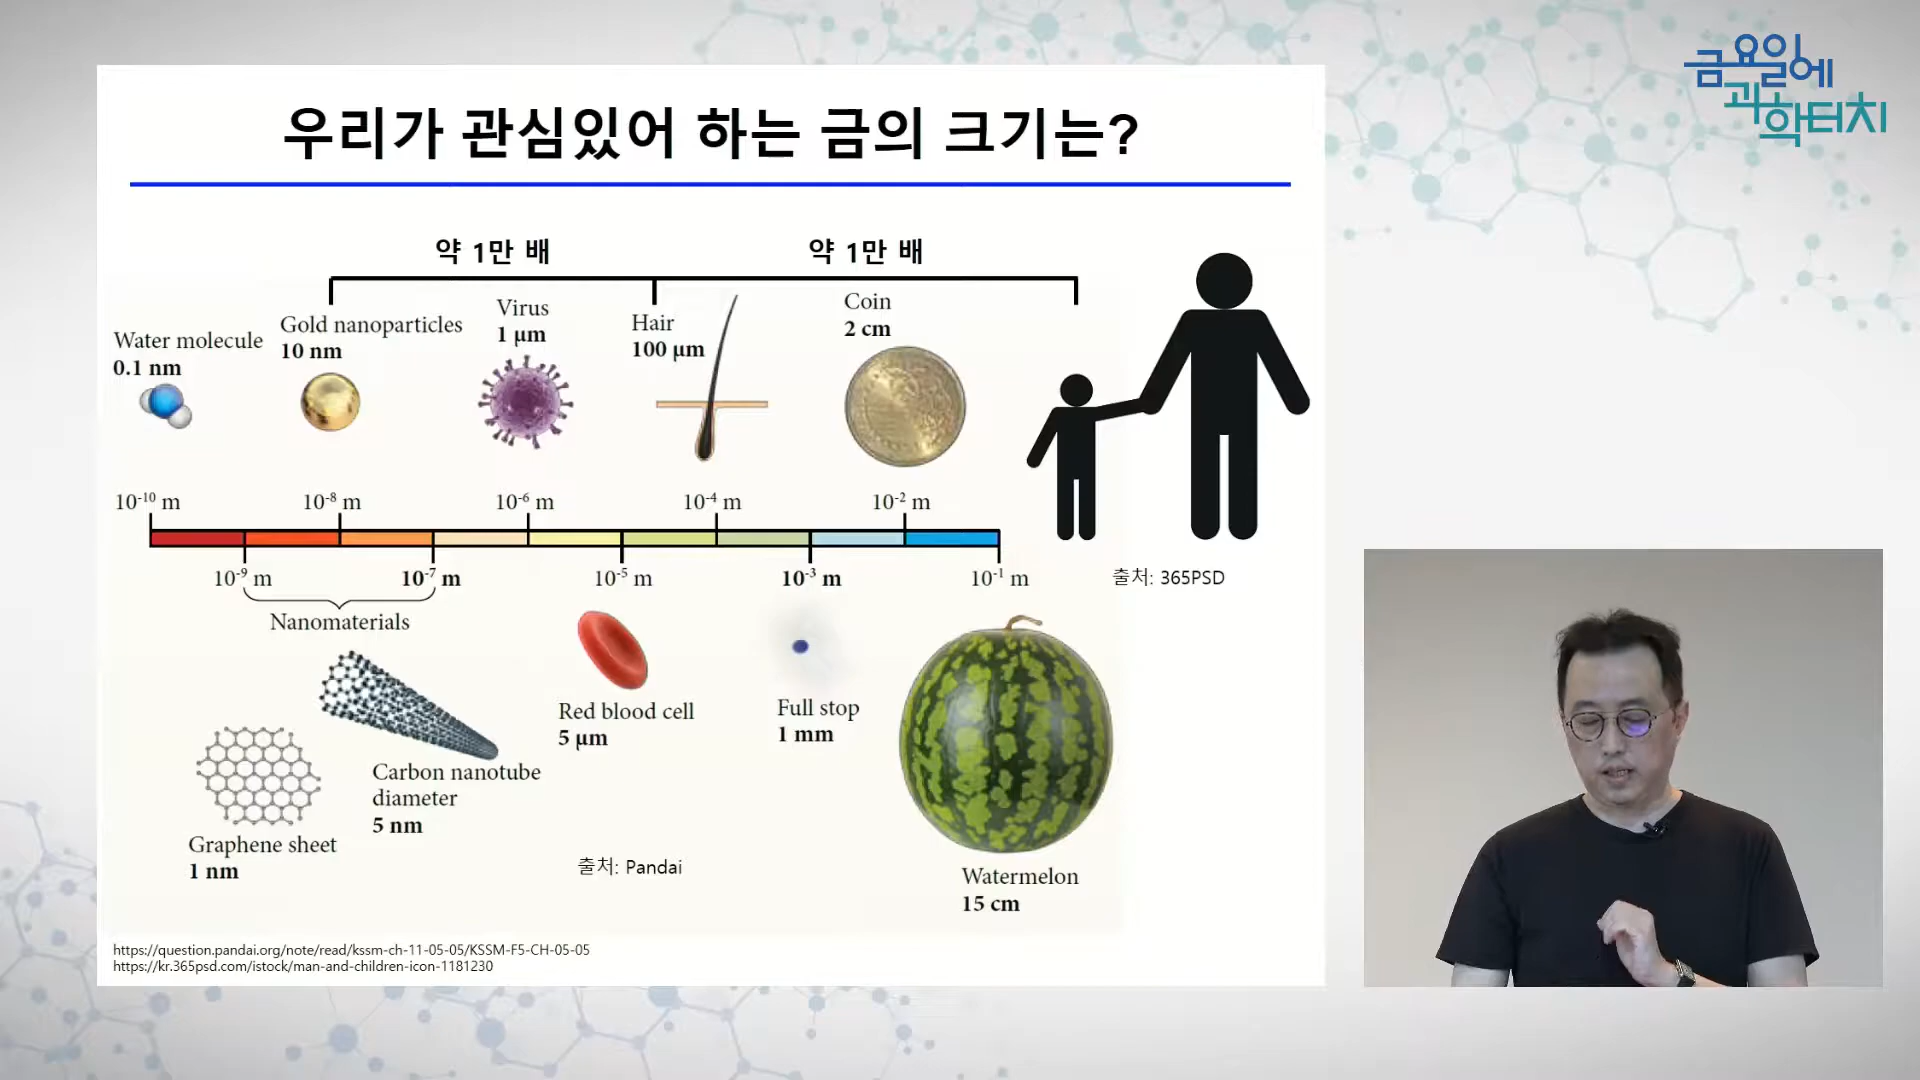 금요일에
과학터치
우리가 관심있어 하는 금의 크기는?
약 1만 배
약 1만 배
Water molecule
0.1 nm
Gold nanoparticles
10 nm
Virus
1 μm
Hair
100 μm
Coin
2 cm
10⁻¹⁰ m
10⁻⁸ m
10⁻⁶ m
10⁻⁴ m
10⁻² m
10⁻⁹ m
10⁻⁷ m
10⁻⁵ m
10⁻³ m
10⁻¹ m
출처: 365PSD
Nanomaterials
Graphene sheet
1 nm
Carbon nanotube
diameter
5 nm
Red blood cell
5 μm
Full stop
1 mm
Watermelon
15 cm
출처: Pandai
https://question.pandai.org/note/read/kssm-ch-11-05-05/KSSM-F5-CH-05-05
https://kr.365psd.com/istock/man-and-children-icon-1181230